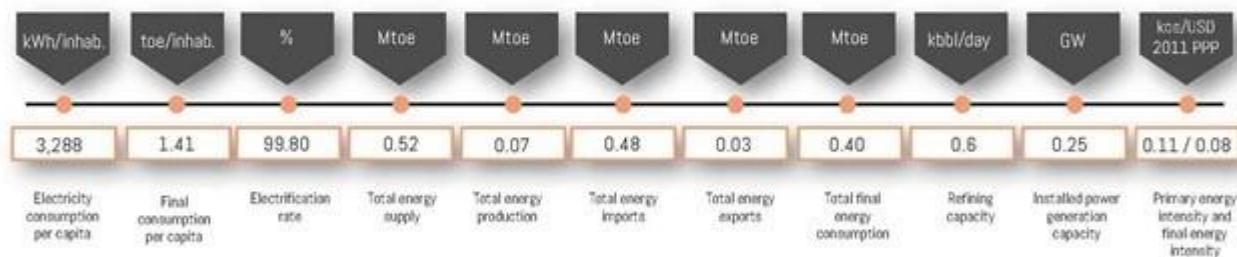 kWh/inhab.
toe/inhab.
%
Mtoe
Mtoe
Mtoe
Mtoe
Mtoe
kbbl/day
GW
koe/USD
2011 PPP
3,288
1.41
99.80
0.52
0.07
0.48
0.03
0.40
0.6
0.25
0.11 / 0.08
Electricity
consumption
per capita
Final
consumption
per capita
Electrification
rate
Total energy
supply
Total energy
production
Total energy
imports
Total energy
exports
Total final
energy
consumption
Refining
capacity
Installed power
generation
capacity
Primary energy
intensity and
final energy
intensity